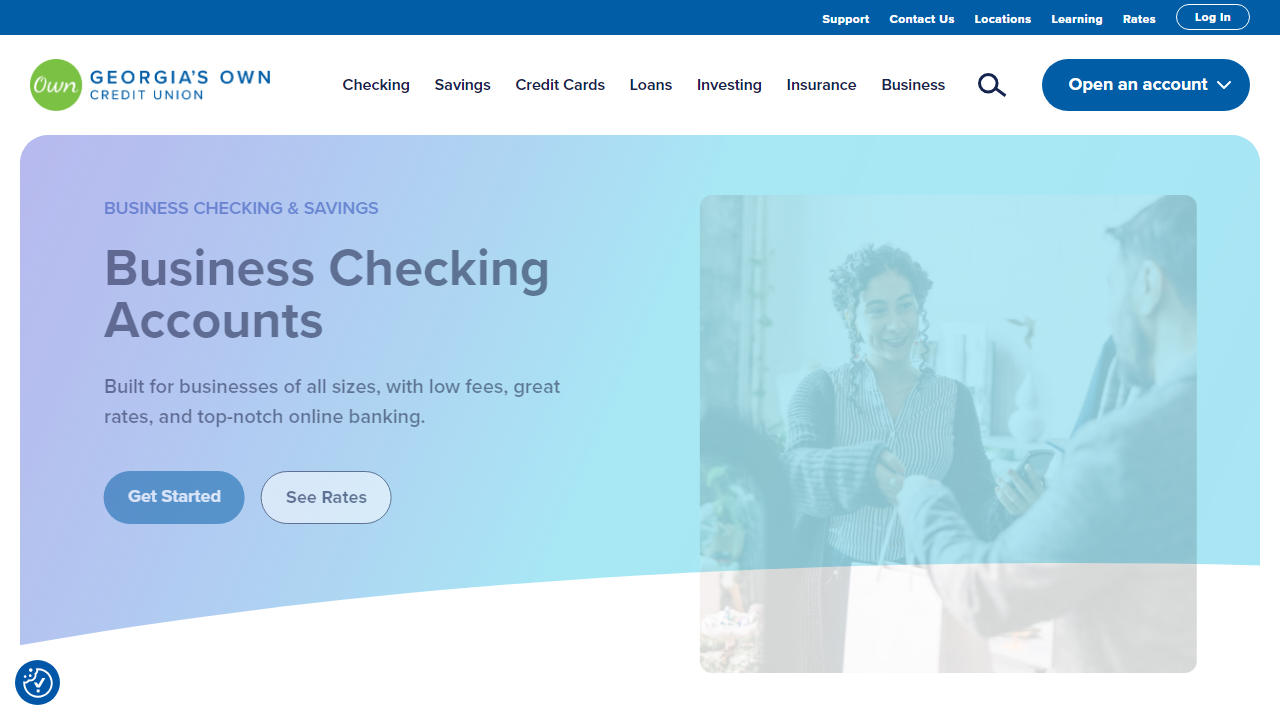 Support Contact Us Locations Learning Rates Log In
Own GEORGIA'S OWN
CREDIT UNION
Checking Savings Credit Cards Loans Investing Insurance Business Open an account
BUSINESS CHECKING & SAVINGS
Business Checking
Accounts
Built for businesses of all sizes, with low fees, great
rates, and top-notch online banking.
Get Started See Rates